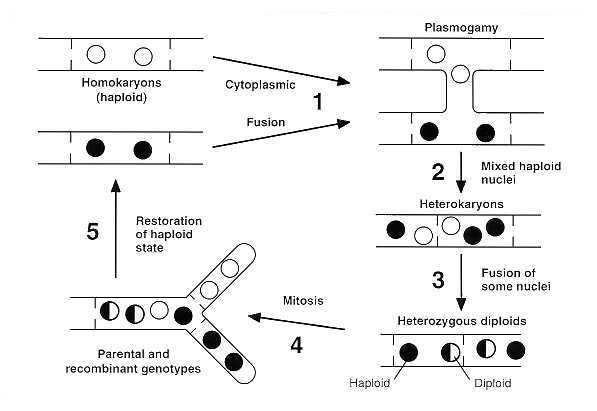 Plasmogamy
Homokaryons
(haploid)
Cytoplasmic
1
Fusion
2
Mixed haploid
nuclei
Heterokaryons
5
Restoration
of haploid
state
3
Fusion of
some nuclei
Mitosis
4
Heterozygous diploids
Parental and
recombinant genotypes
Haploid
Diploid